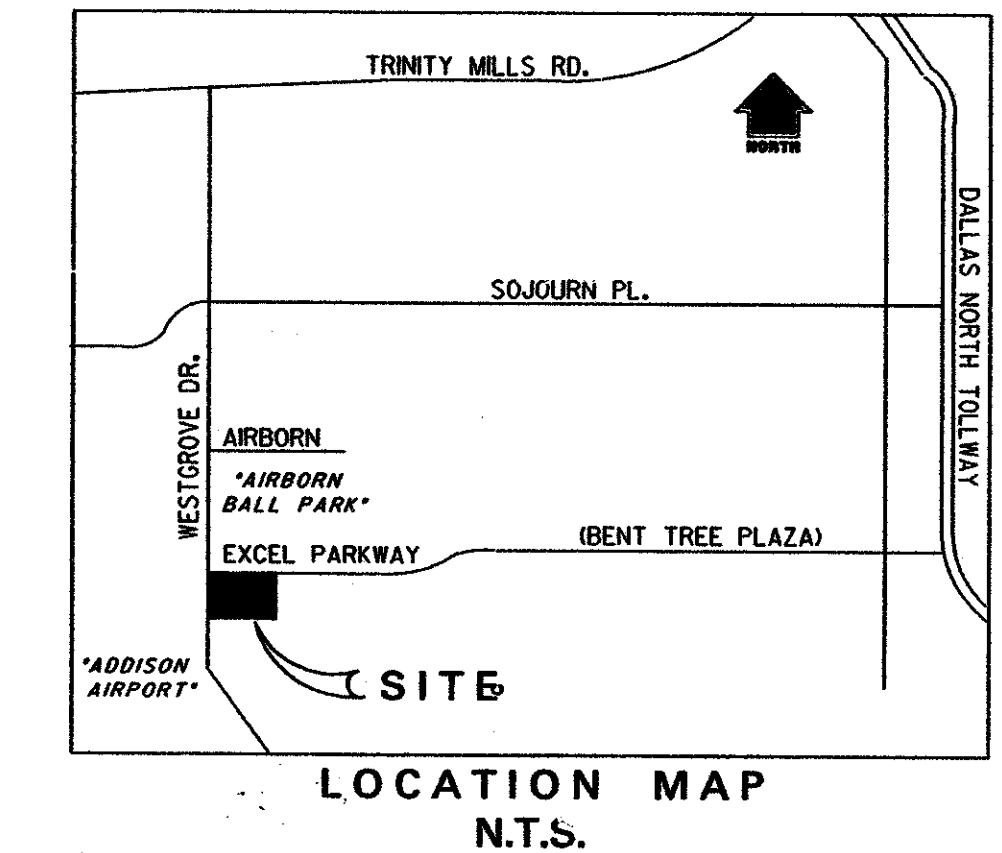 TRINITY MILLS RD.
NORTH
DALLAS NORTH TOLLWAY
SOJOURN PL.
WESTGROVE DR.
AIRBORN
"AIRBORN
BALL PARK"
(BENT TREE PLAZA)
EXCEL PARKWAY
"ADDISON
AIRPORT"
SITE
LOCATION MAP
N.T.S.